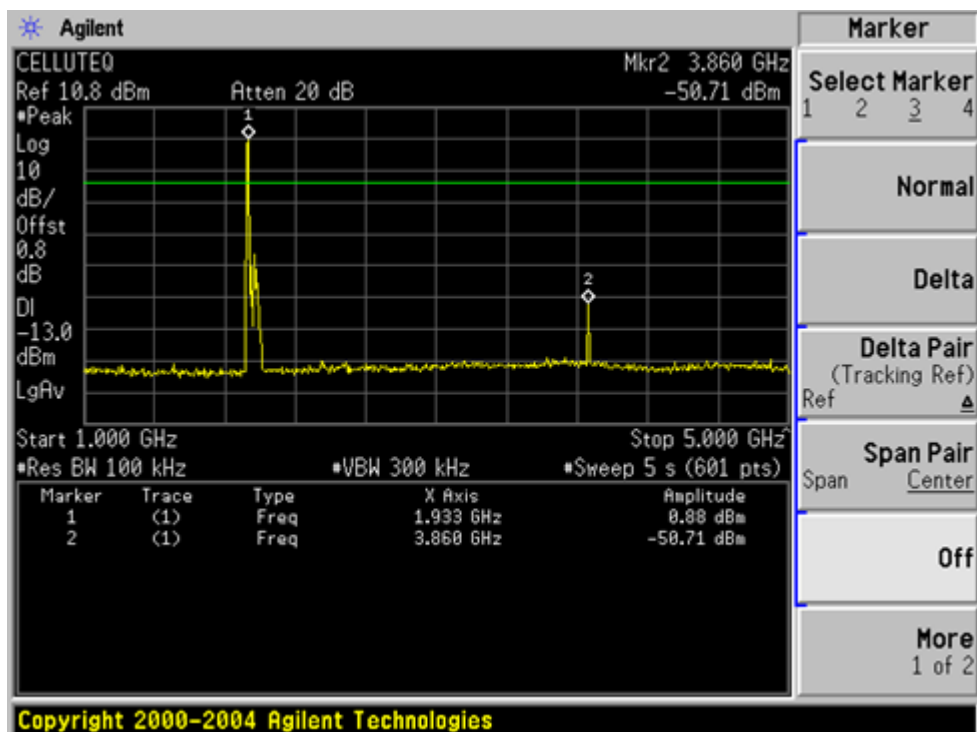 Agilent
CELLUTEQ
Mkr2 3.860 GHz
Ref 10.8 dBm Atten 20 dB -50.71 dBm
#Peak
Log
10
dB/
Offst
0.8
dB
DI
-13.0
dBm
LgAv
1
2
Start 1.000 GHz Stop 5.000 GHz^
#Res BW 100 kHz #VBW 300 kHz #Sweep 5 s (601 pts)
Marker Trace Type X Axis Amplitude
1 (1) Freq 1.933 GHz 0.88 dBm
2 (1) Freq 3.860 GHz -50.71 dBm
Copyright 2000-2004 Agilent Technologies
Marker
Select Marker
1 2 3 4
Normal
Delta
Delta Pair
(Tracking Ref)
Ref Δ
Span Pair
Span Center
Off
More
1 of 2